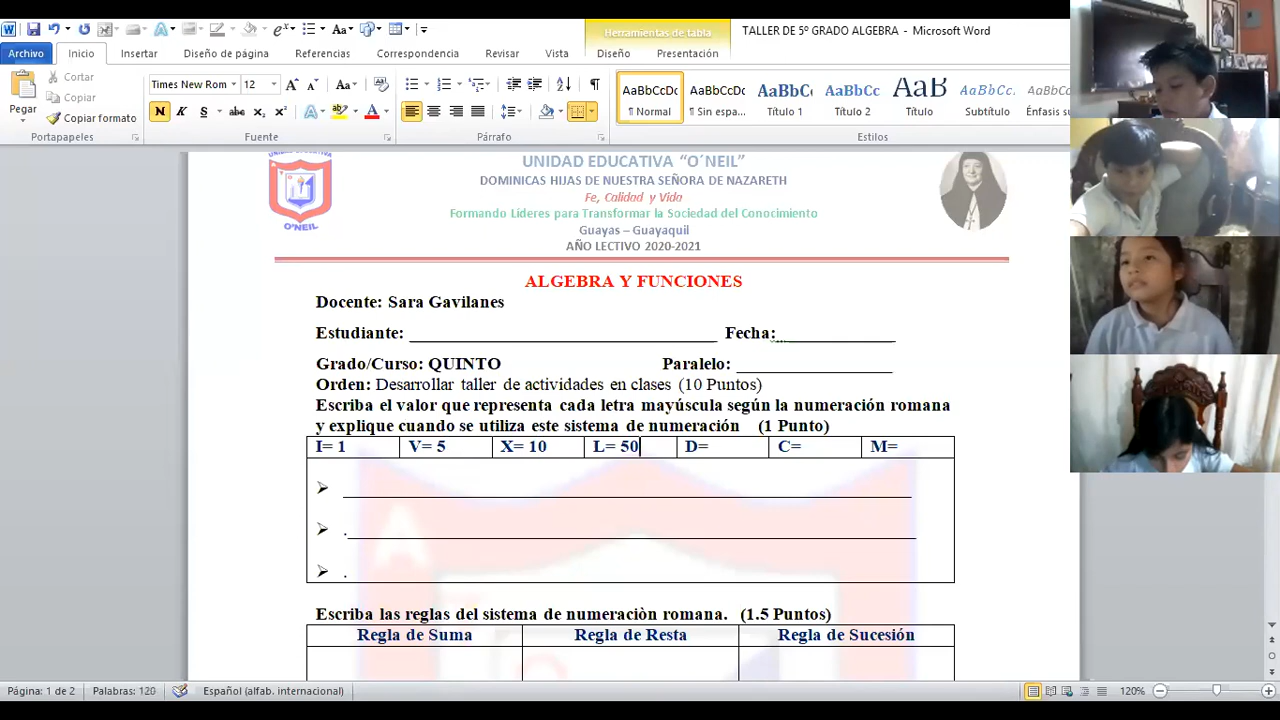 Herramientas de tabla
TALLER DE 5º GRADO ALGEBRA - Microsoft Word
Archivo
Inicio
Insertar
Diseño de página
Referencias
Correspondencia
Revisar
Vista
Diseño
Presentación
Pegar
Cortar
Copiar
Copiar formato
Portapapeles
Times New Rom
12
Fuente
Párrafo
AaBbCcDc
¶ Normal
AaBbCcDc
¶ Sin espa...
AaBbC
Título 1
AaBbCc
Título 2
AaB
Título
AaBbCc.
Subtítulo
AaBbCcD
Énfasis su
Estilos
UNIDAD EDUCATIVA “O´NEIL”
DOMINICAS HIJAS DE NUESTRA SEÑORA DE NAZARETH
Fe, Calidad y Vida
Formando Líderes para Transformar la Sociedad del Conocimiento
Guayas – Guayaquil
AÑO LECTIVO 2020-2021
O'NEIL
ALGEBRA Y FUNCIONES
Docente: Sara Gavilanes
Estudiante: ______ Fecha: ______
Grado/Curso: QUINTO Paralelo: ______
Orden: Desarrollar taller de actividades en clases (10 Puntos)
Escriba el valor que representa cada letra mayúscula según la numeración romana
y explique cuando se utiliza este sistema de numeración (1 Punto)
I= 1 V= 5 X= 10 L= 50 D= C= M=
Escriba las reglas del sistema de numeraciòn romana. (1.5 Puntos)
Regla de Suma Regla de Resta Regla de Sucesión
Página: 1 de 2
Palabras: 120
Español (alfab. internacional)
120%